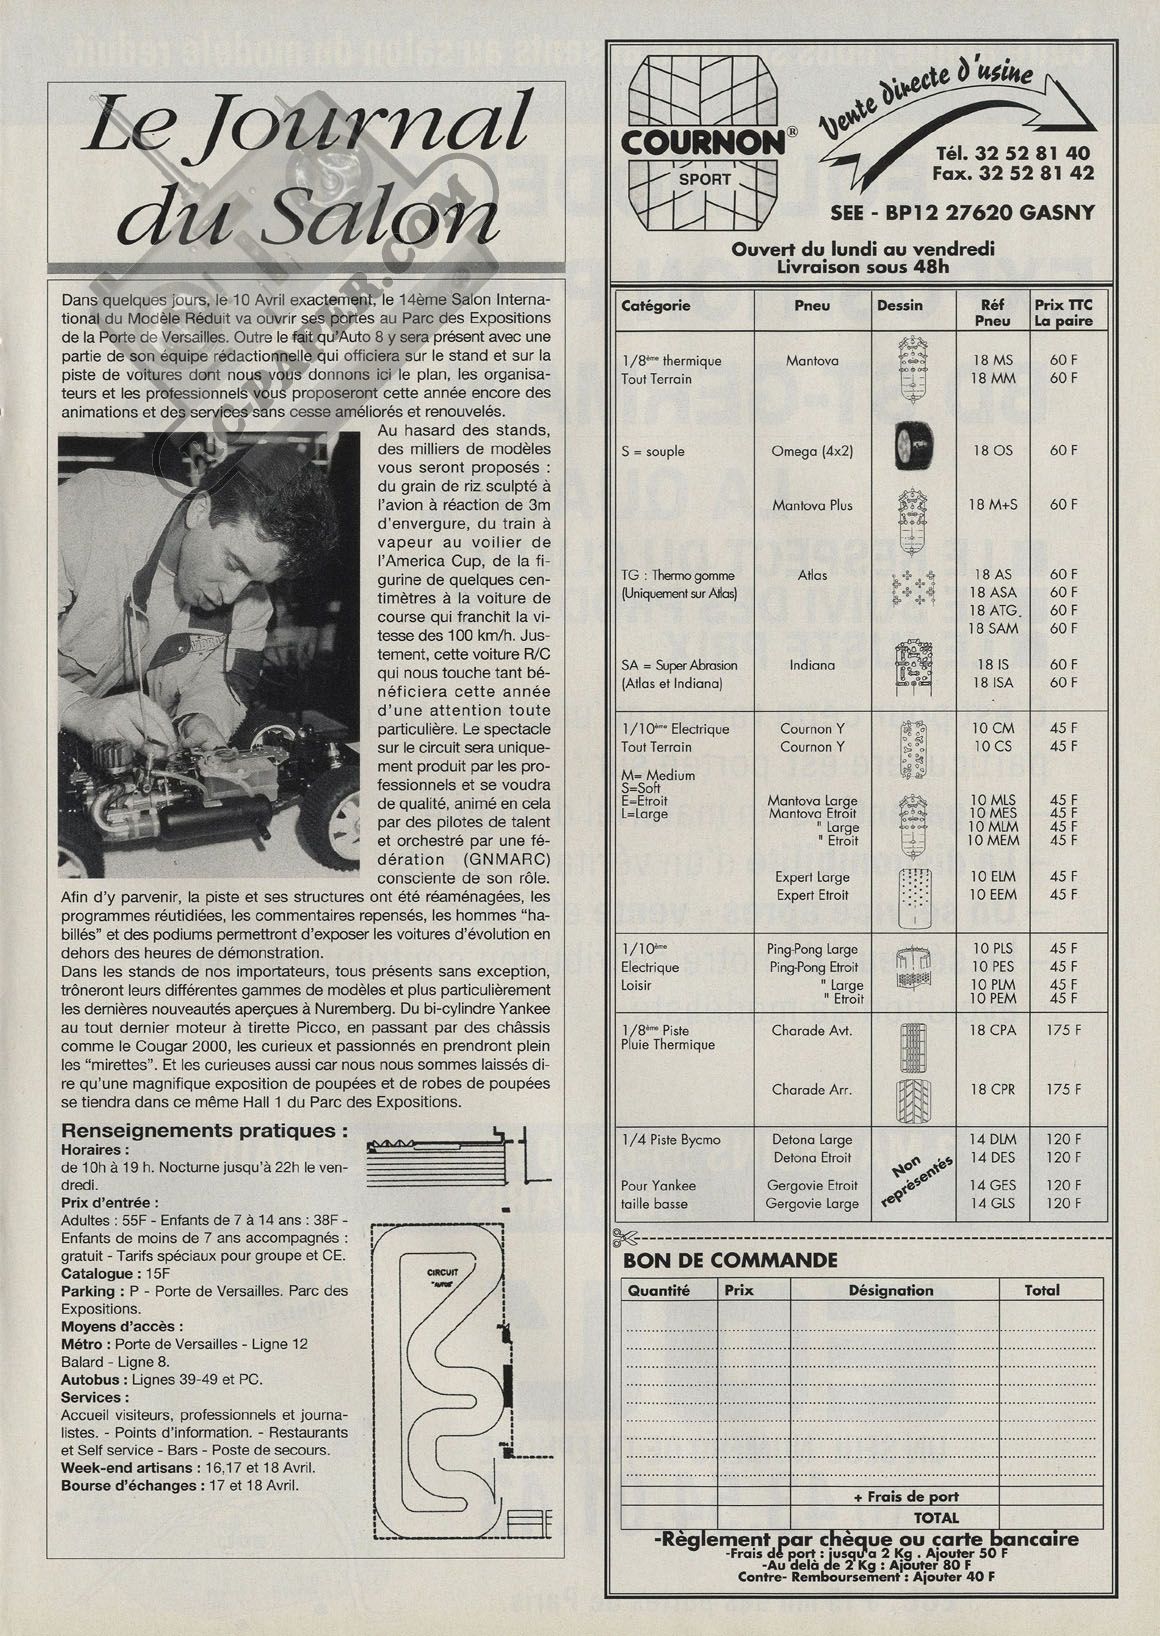 Le Journal
du Salon
Dans quelques jours, le 10 Avril exactement, le 14ème Salon Interna-
tional du Modèle Réduit va ouvrir ses portes au Parc des Expositions
de la Porte de Versailles. Outre le fait qu'Auto 8 y sera présent avec une
partie de son équipe rédactionnelle qui officiera sur le stand et sur la
piste de voitures dont nous vous donnons ici le plan, les organisa-
teurs et les professionnels vous proposeront cette année encore des
animations et des services sans cesse améliorés et renouvelés.
Au hasard des stands,
des milliers de modèles
vous seront proposés :
du grain de riz sculpté à
l'avion à réaction de 3m
d'envergure, du train à
vapeur au voilier de
l'America Cup, de la fi-
gurine de quelques cen-
timètres à la voiture de
course qui franchit la vi-
tesse des 100 km/h. Jus-
tement, cette voiture R/C
qui nous touche tant bé-
néficiera cette année
d'une attention toute
particulière. Le spectacle
sur le circuit sera unique-
ment produit par les pro-
fessionnels et se voudra
de qualité, animé en cela
par des pilotes de talent
et orchestré par une fé-
dération (GNMARC)
consciente de son rôle.
Afin d'y parvenir, la piste et ses structures ont été réaménagées, les
programmes réutidiées, les commentaires repensés, les hommes "ha-
billés" et des podiums permettront d'exposer les voitures d'évolution en
dehors des heures de démonstration.
Dans les stands de nos importateurs, tous présents sans exception,
trôneront leurs différentes gammes de modèles et plus particulièrement
les dernières nouveautés aperçues à Nuremberg. Du bi-cylindre Yankee
au tout dernier moteur à tirette Picco, en passant par des châssis
comme le Cougar 2000, les curieux et passionnés en prendront plein
les "mirettes". Et les curieuses aussi car nous nous sommes laissés di-
re qu'une magnifique exposition de poupées et de robes de poupées
se tiendra dans ce même Hall 1 du Parc des Expositions.
Renseignements pratiques :
Horaires :
de 10h à 19 h. Nocturne jusqu'à 22h le ven-
dredi.
Prix d'entrée :
Adultes : 55F - Enfants de 7 à 14 ans : 38F -
Enfants de moins de 7 ans accompagnés :
gratuit - Tarifs spéciaux pour groupe et CE.
Catalogue : 15F
Parking : P - Porte de Versailles. Parc des
Expositions.
Moyens d'accès :
Métro : Porte de Versailles - Ligne 12
Balard - Ligne 8.
Autobus : Lignes 39-49 et PC.
Services :
Accueil visiteurs, professionnels et journa-
listes. - Points d'information. - Restaurants
et Self service - Bars - Poste de secours.
Week-end artisans : 16,17 et 18 Avril.
Bourse d'échanges : 17 et 18 Avril.
CIRCUIT
"AUTOS"
RC-PAPER.COM
COURNON®
SPORT
Vente directe d'usine
Tél. 32 52 81 40
Fax. 32 52 81 42
SEE - BP12 27620 GASNY
Ouvert du lundi au vendredi
Livraison sous 48h
Catégorie Pneu Dessin Réf Pneu Prix TTC La paire
1/8ème thermique Mantova 18 MS 60 F
Tout Terrain 18 MM 60 F
S = souple Omega (4x2) 18 OS 60 F
Mantova Plus 18 M+S 60 F
TG : Thermo gomme Atlas 18 AS 60 F
(Uniquement sur Atlas) 18 ASA 60 F
18 ATG. 60 F
18 SAM 60 F
SA = Super Abrasion Indiana 18 IS 60 F
(Atlas et Indiana) 18 ISA 60 F
1/10ème Electrique Cournon Y 10 CM 45 F
Tout Terrain Cournon Y 10 CS 45 F
M= Medium
S=Soft
E=Etroit Mantova Large 10 MLS 45 F
L=Large Mantova Etroit 10 MES 45 F
" Large 10 MLM 45 F
" Etroit 10 MEM 45 F
Expert Large 10 ELM 45 F
Expert Etroit 10 EEM 45 F
1/10ème Ping-Pong Large 10 PLS 45 F
Electrique Ping-Pong Etroit 10 PES 45 F
Loisir " Large 10 PLM 45 F
" Etroit 10 PEM 45 F
1/8ème Piste Charade Avt. 18 CPA 175 F
Pluie Thermique
Charade Arr. 18 CPR 175 F
1/4 Piste Bycmo Detona Large 14 DLM 120 F
Detona Etroit 14 DES 120 F
Non représentés
Pour Yankee Gergovie Etroit 14 GES 120 F
taille basse Gergovie Large 14 GLS 120 F
BON DE COMMANDE
Quantité Prix Désignation Total
+ Frais de port
TOTAL
-Règlement par chèque ou carte bancaire
-Frais de port : jusqu'a 2 Kg . Ajouter 50 F
-Au delà de 2 Kg : Ajouter 80 F
Contre- Remboursement : Ajouter 40 F